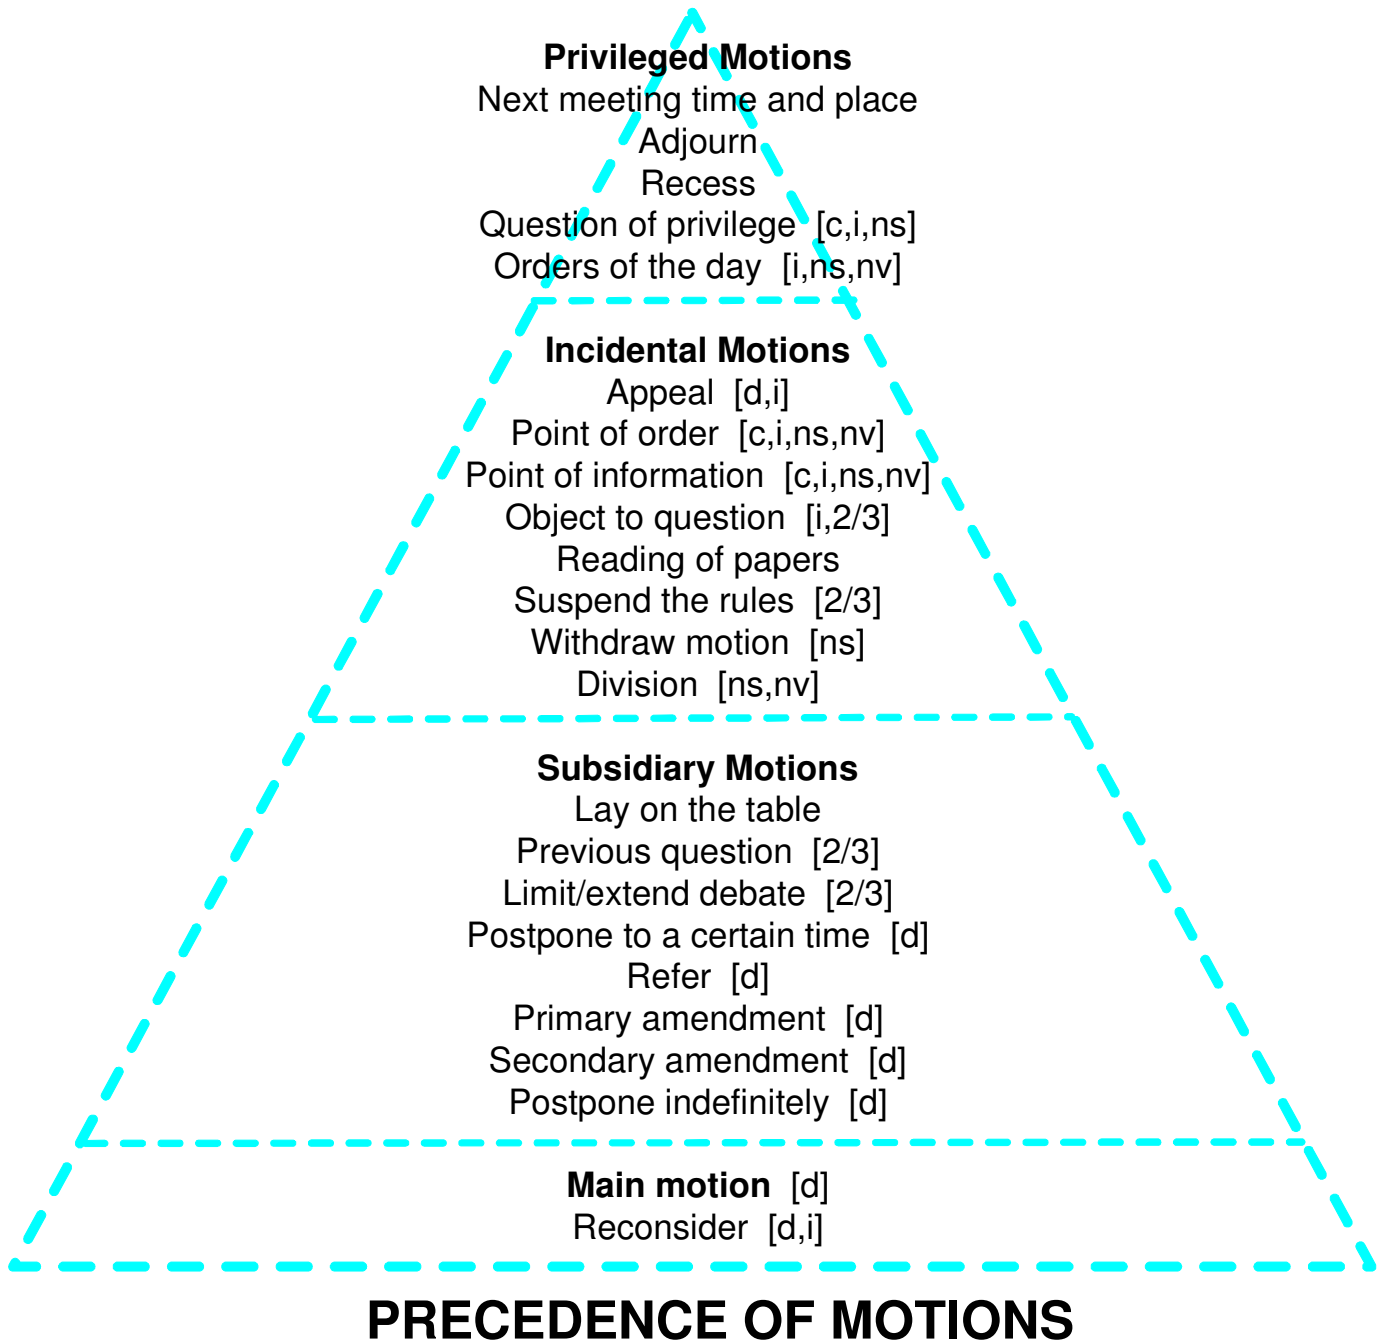 Privileged Motions
Next meeting time and place
Adjourn
Recess
Question of privilege [c,i,ns]
Orders of the day [i,ns,nv]
Incidental Motions
Appeal [d,i]
Point of order [c,i,ns,nv]
Point of information [c,i,ns,nv]
Object to question [i,2/3]
Reading of papers
Suspend the rules [2/3]
Withdraw motion [ns]
Division [ns,nv]
Subsidiary Motions
Lay on the table
Previous question [2/3]
Limit/extend debate [2/3]
Postpone to a certain time [d]
Refer [d]
Primary amendment [d]
Secondary amendment [d]
Postpone indefinitely [d]
Main motion [d]
Reconsider [d,i]
PRECEDENCE OF MOTIONS